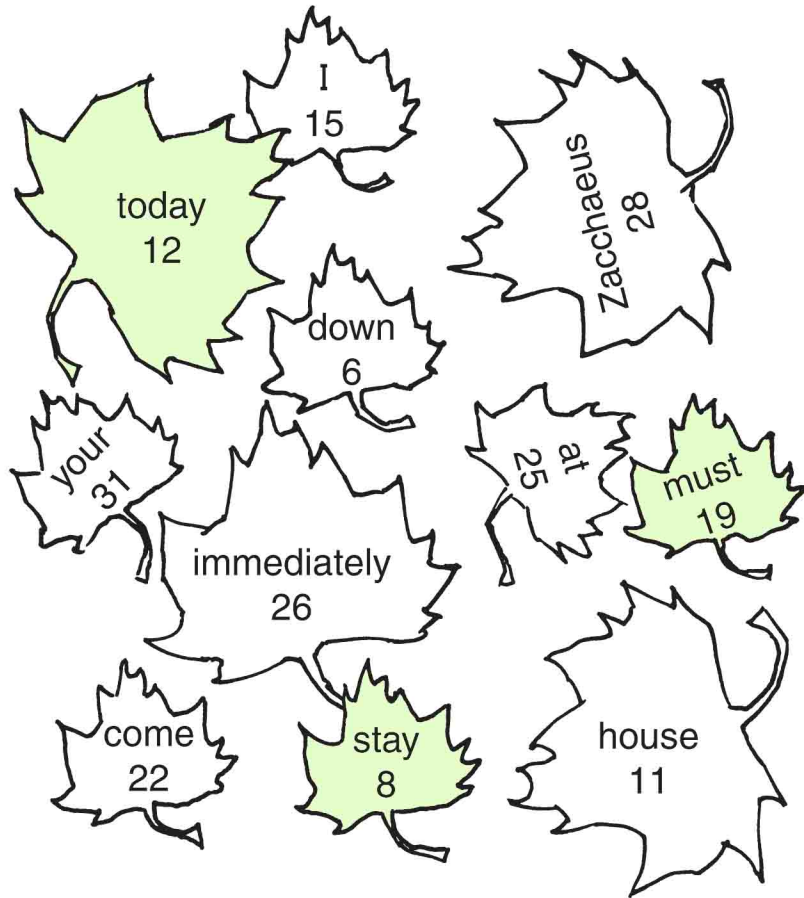 I
15
today
12
Zacchaeus
28
down
6
your
31
at
25
must
19
immediately
26
come
22
stay
8
house
11